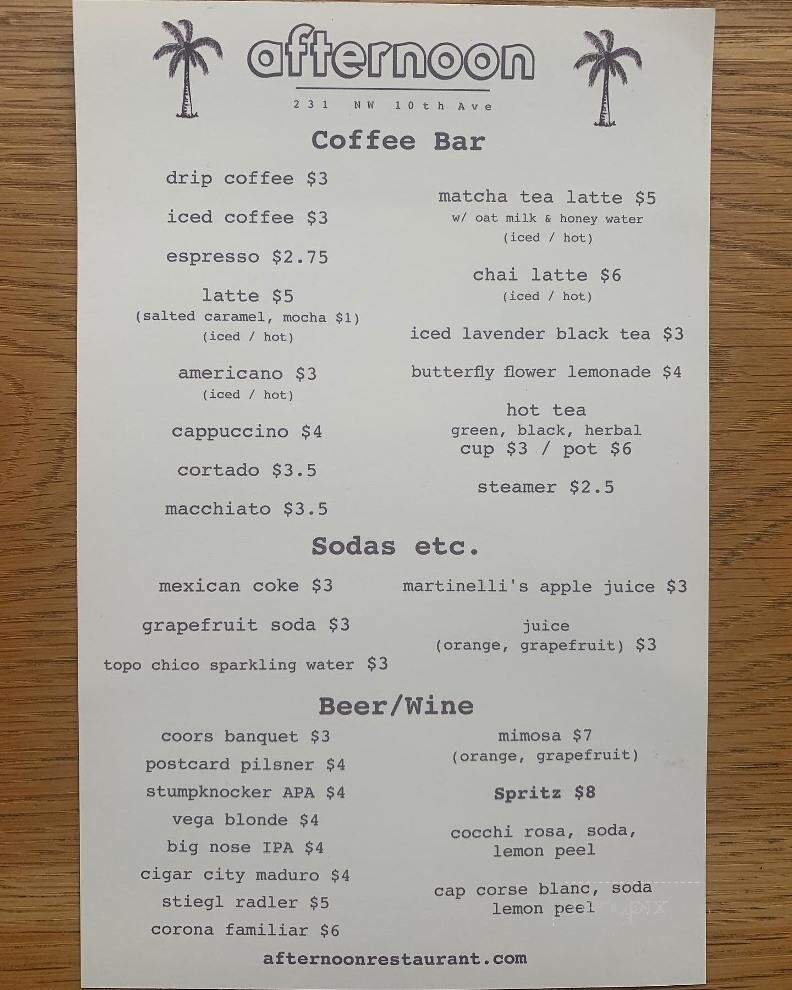 afternoon
231 NW 10th Ave
Coffee Bar
drip coffee $3
iced coffee $3
espresso $2.75
latte $5
(salted caramel, mocha $1)
(iced / hot)
americano $3
(iced / hot)
cappuccino $4
cortado $3.5
macchiato $3.5
matcha tea latte $5
w/ oat milk & honey water
(iced / hot)
chai latte $6
(iced / hot)
iced lavender black tea $3
butterfly flower lemonade $4
hot tea
green, black, herbal
cup $3 / pot $6
steamer $2.5
Sodas etc.
mexican coke $3
grapefruit soda $3
topo chico sparkling water $3
martinelli's apple juice $3
juice
(orange, grapefruit) $3
Beer/Wine
coors banquet $3
postcard pilsner $4
stumpknocker APA $4
vega blonde $4
big nose IPA $4
cigar city maduro $4
stiegl radler $5
corona familiar $6
mimosa $7
(orange, grapefruit)
Spritz $8
cocchi rosa, soda,
lemon peel
cap corse blanc, soda
lemon peel
afternoonrestaurant.com